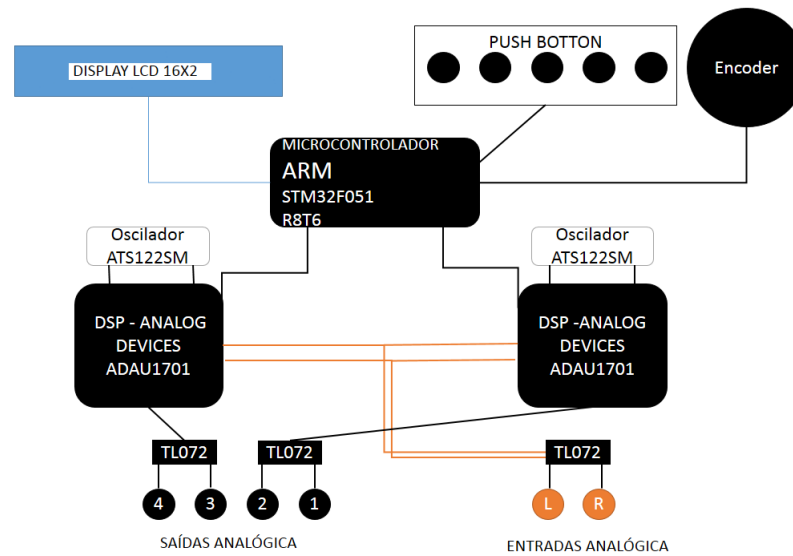 DISPLAY LCD 16X2
PUSH BOTTON
Encoder
MICROCONTROLADOR
ARM
STM32F051
R8T6
Oscilador
ATS122SM
Oscilador
ATS122SM
DSP - ANALOG
DEVICES
ADAU1701
DSP -ANALOG
DEVICES
ADAU1701
TL072
TL072
TL072
4
3
2
1
L
R
SAÍDAS ANALÓGICA
ENTRADAS ANALÓGICA